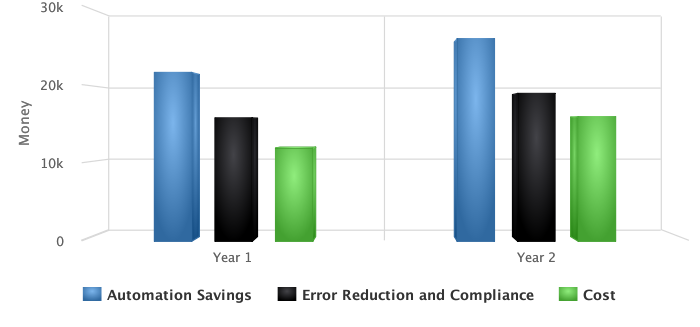 30k
20k
10k
0
Money
Year 1
Year 2
Automation Savings
Error Reduction and Compliance
Cost